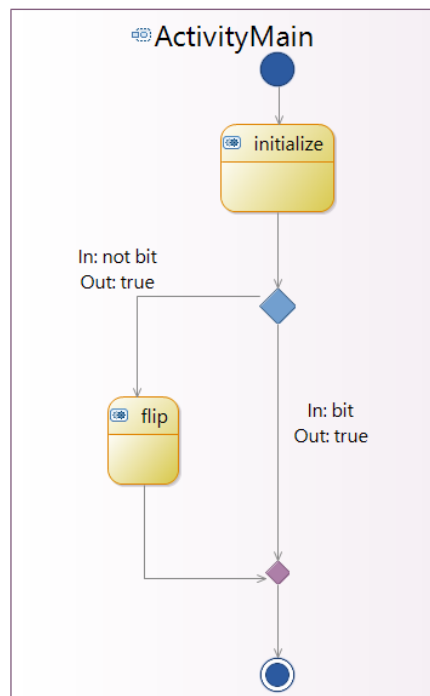 ActivityMain
initialize
In: not bit
Out: true
flip
In: bit
Out: true